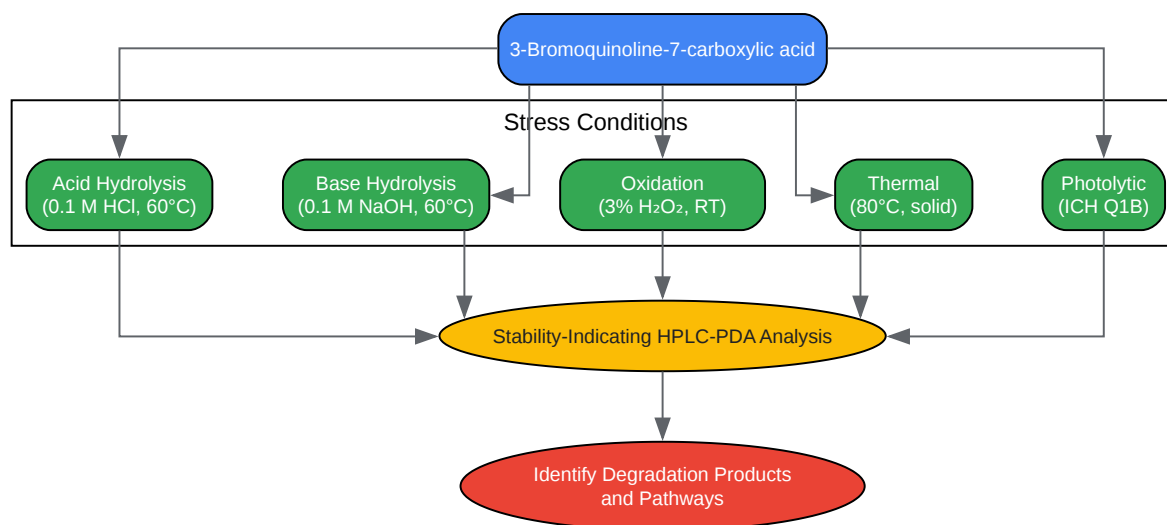 3-Bromoquinoline-7-carboxylic acid
Stress Conditions
Acid Hydrolysis
(0.1 M HCl, 60°C)
Base Hydrolysis
(0.1 M NaOH, 60°C)
Oxidation
(3% H₂O₂, RT)
Thermal
(80°C, solid)
Photolytic
(ICH Q1B)
Stability-Indicating HPLC-PDA Analysis
Identify Degradation Products
and Pathways